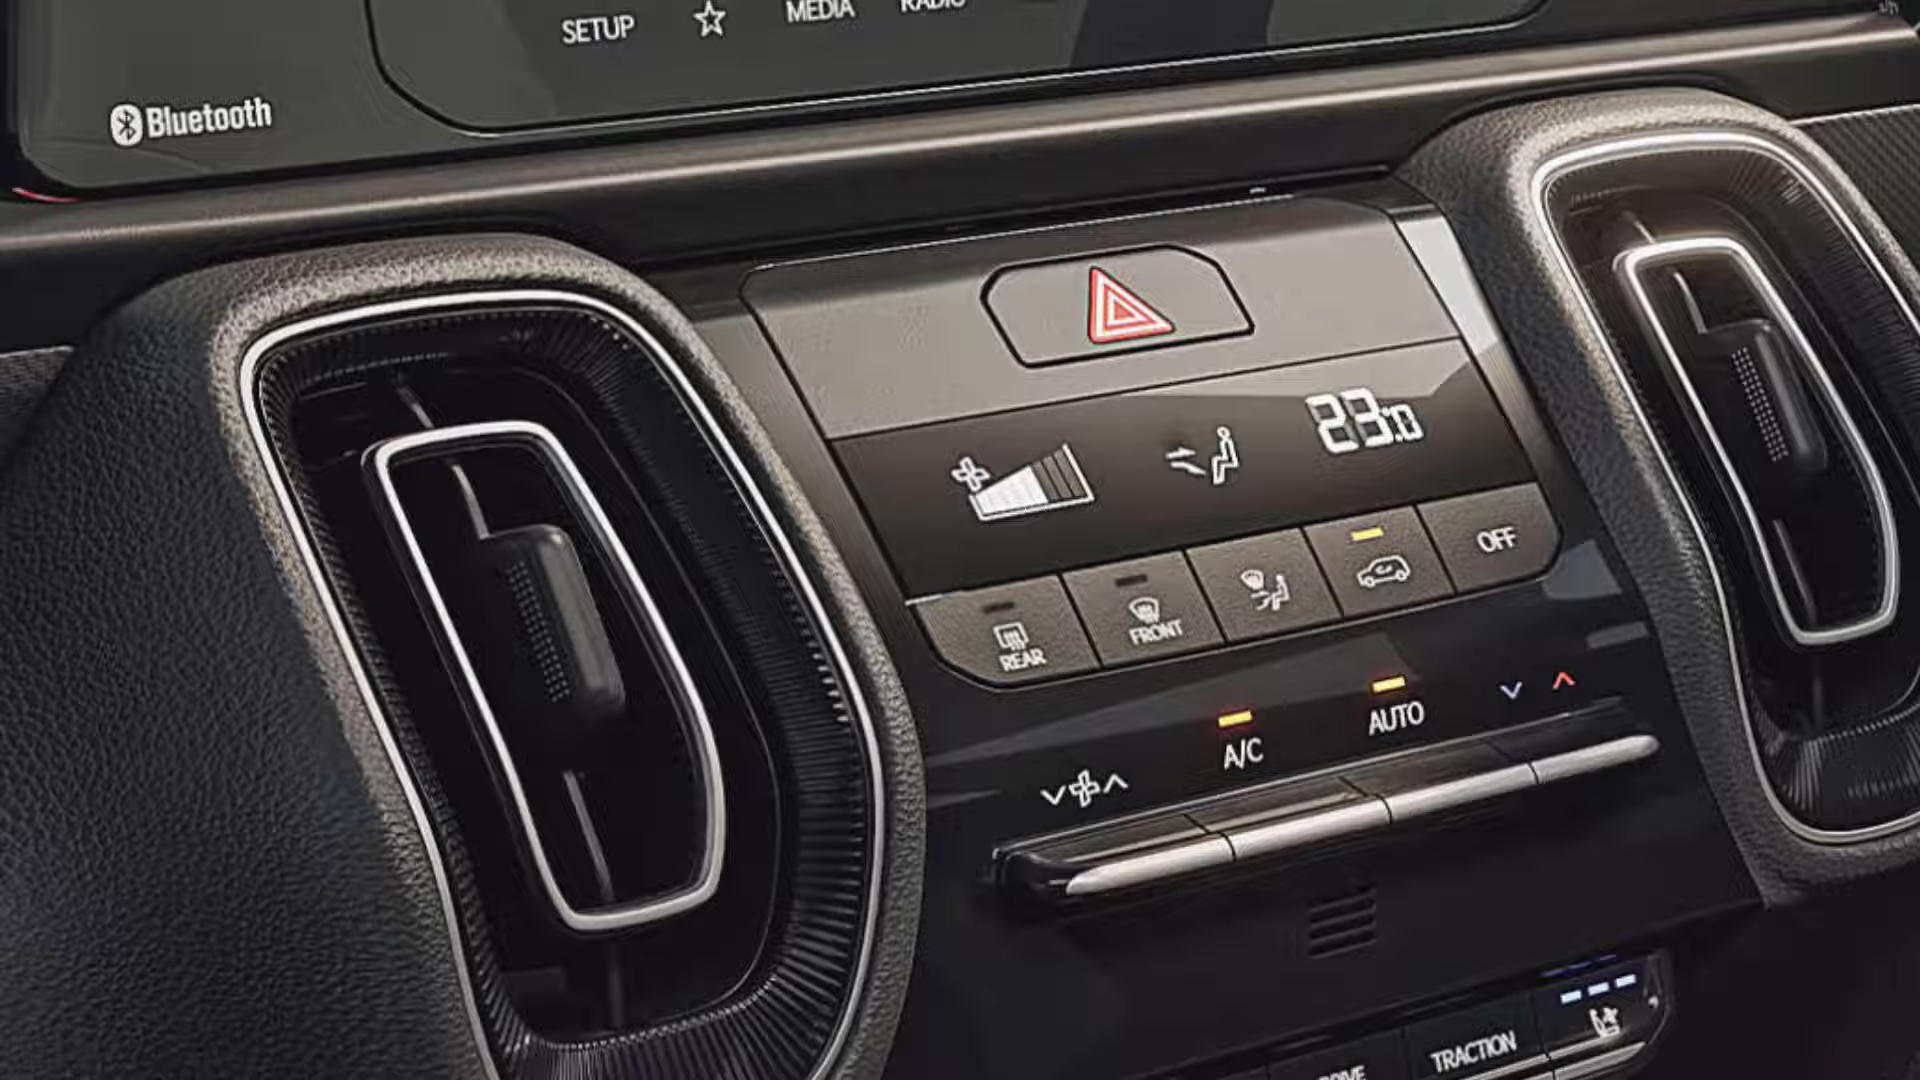 SETUP
MEDIA
RADIO
Bluetooth
23.0
REAR
FRONT
OFF
A/C
AUTO
TRACTION